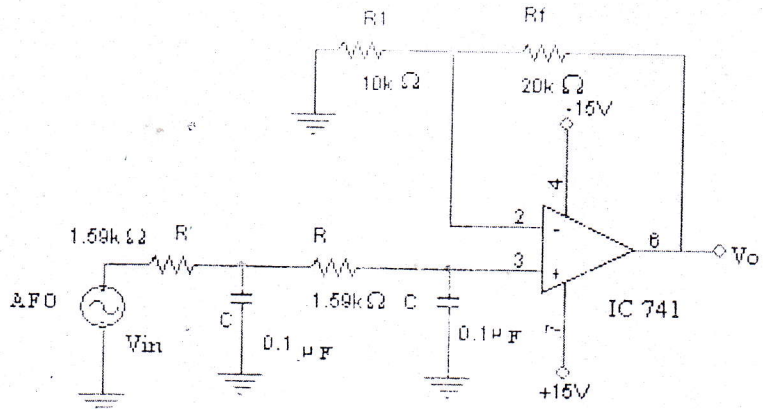 R1
Rf
10k Ω
20k Ω
-15V
4
2
-
6
Vo
1.59k Ω
R
R
3
+
AFO
Vin
C
0.1 μF
1.59kΩ
C
0.1 μF
7
IC 741
+15V